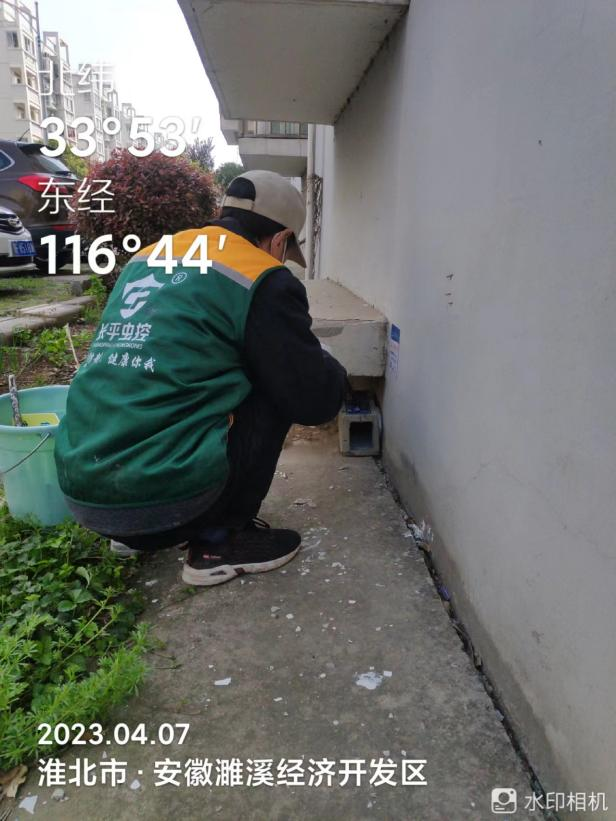 北纬
33°53′
东经
116°44′
®
长平虫控
健康你我
2023.04.07
淮北市·安徽濉溪经济开发区
水印相机